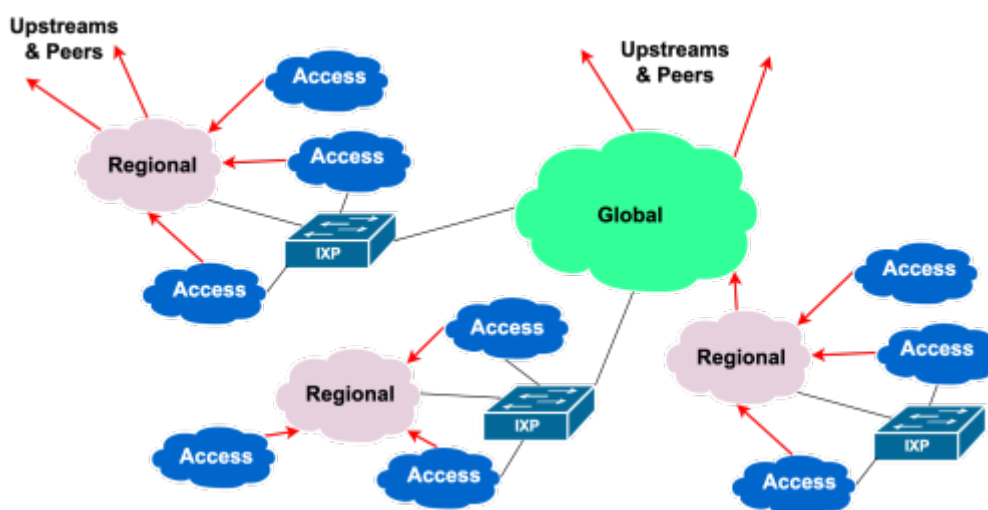 Upstreams
& Peers
Access
Upstreams
& Peers
Access
Regional
Global
IXP
Access
Access
Access
Access
Regional
Regional
IXP
IXP
Access
Access
Access